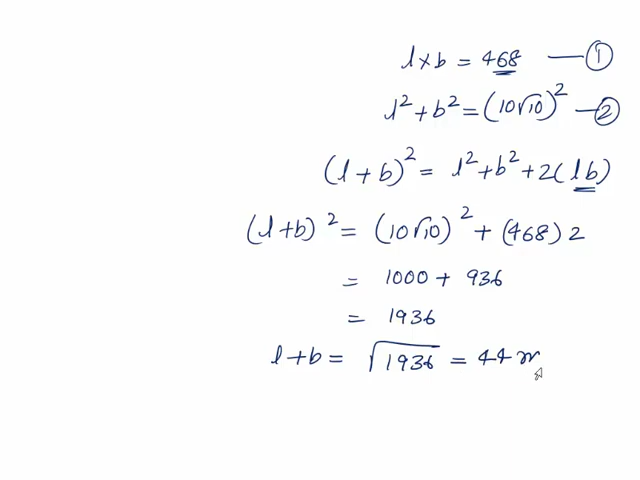 l × b = 468 — ①
l² + b² = (10√10)² — ②
(l + b)² = l² + b² + 2(lb)
(l + b)² = (10√10)² + (468) 2
= 1000 + 936
= 1936
l + b = √1936 = 44 m